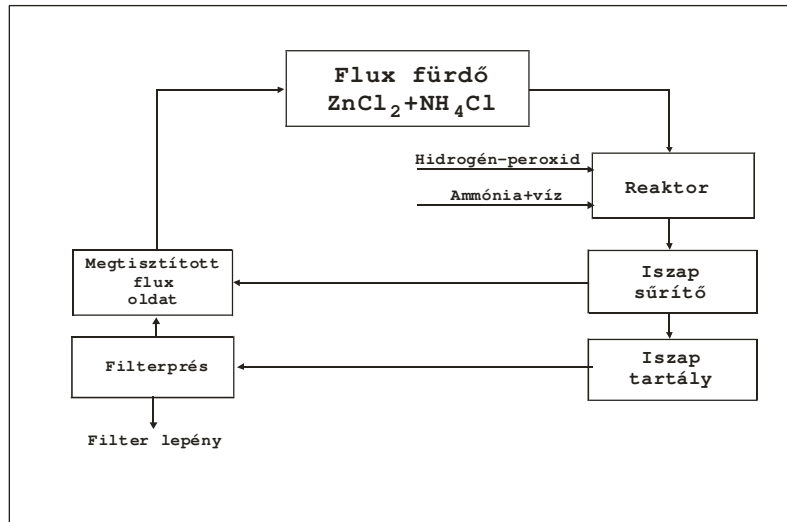 Flux fürdő
ZnCl₂+NH₄Cl
Hidrogén-peroxid
Ammónia+víz
Reaktor
Megtisztított
flux
oldat
Iszap
sűrítő
Filterprés
Iszap
tartály
Filter lepény